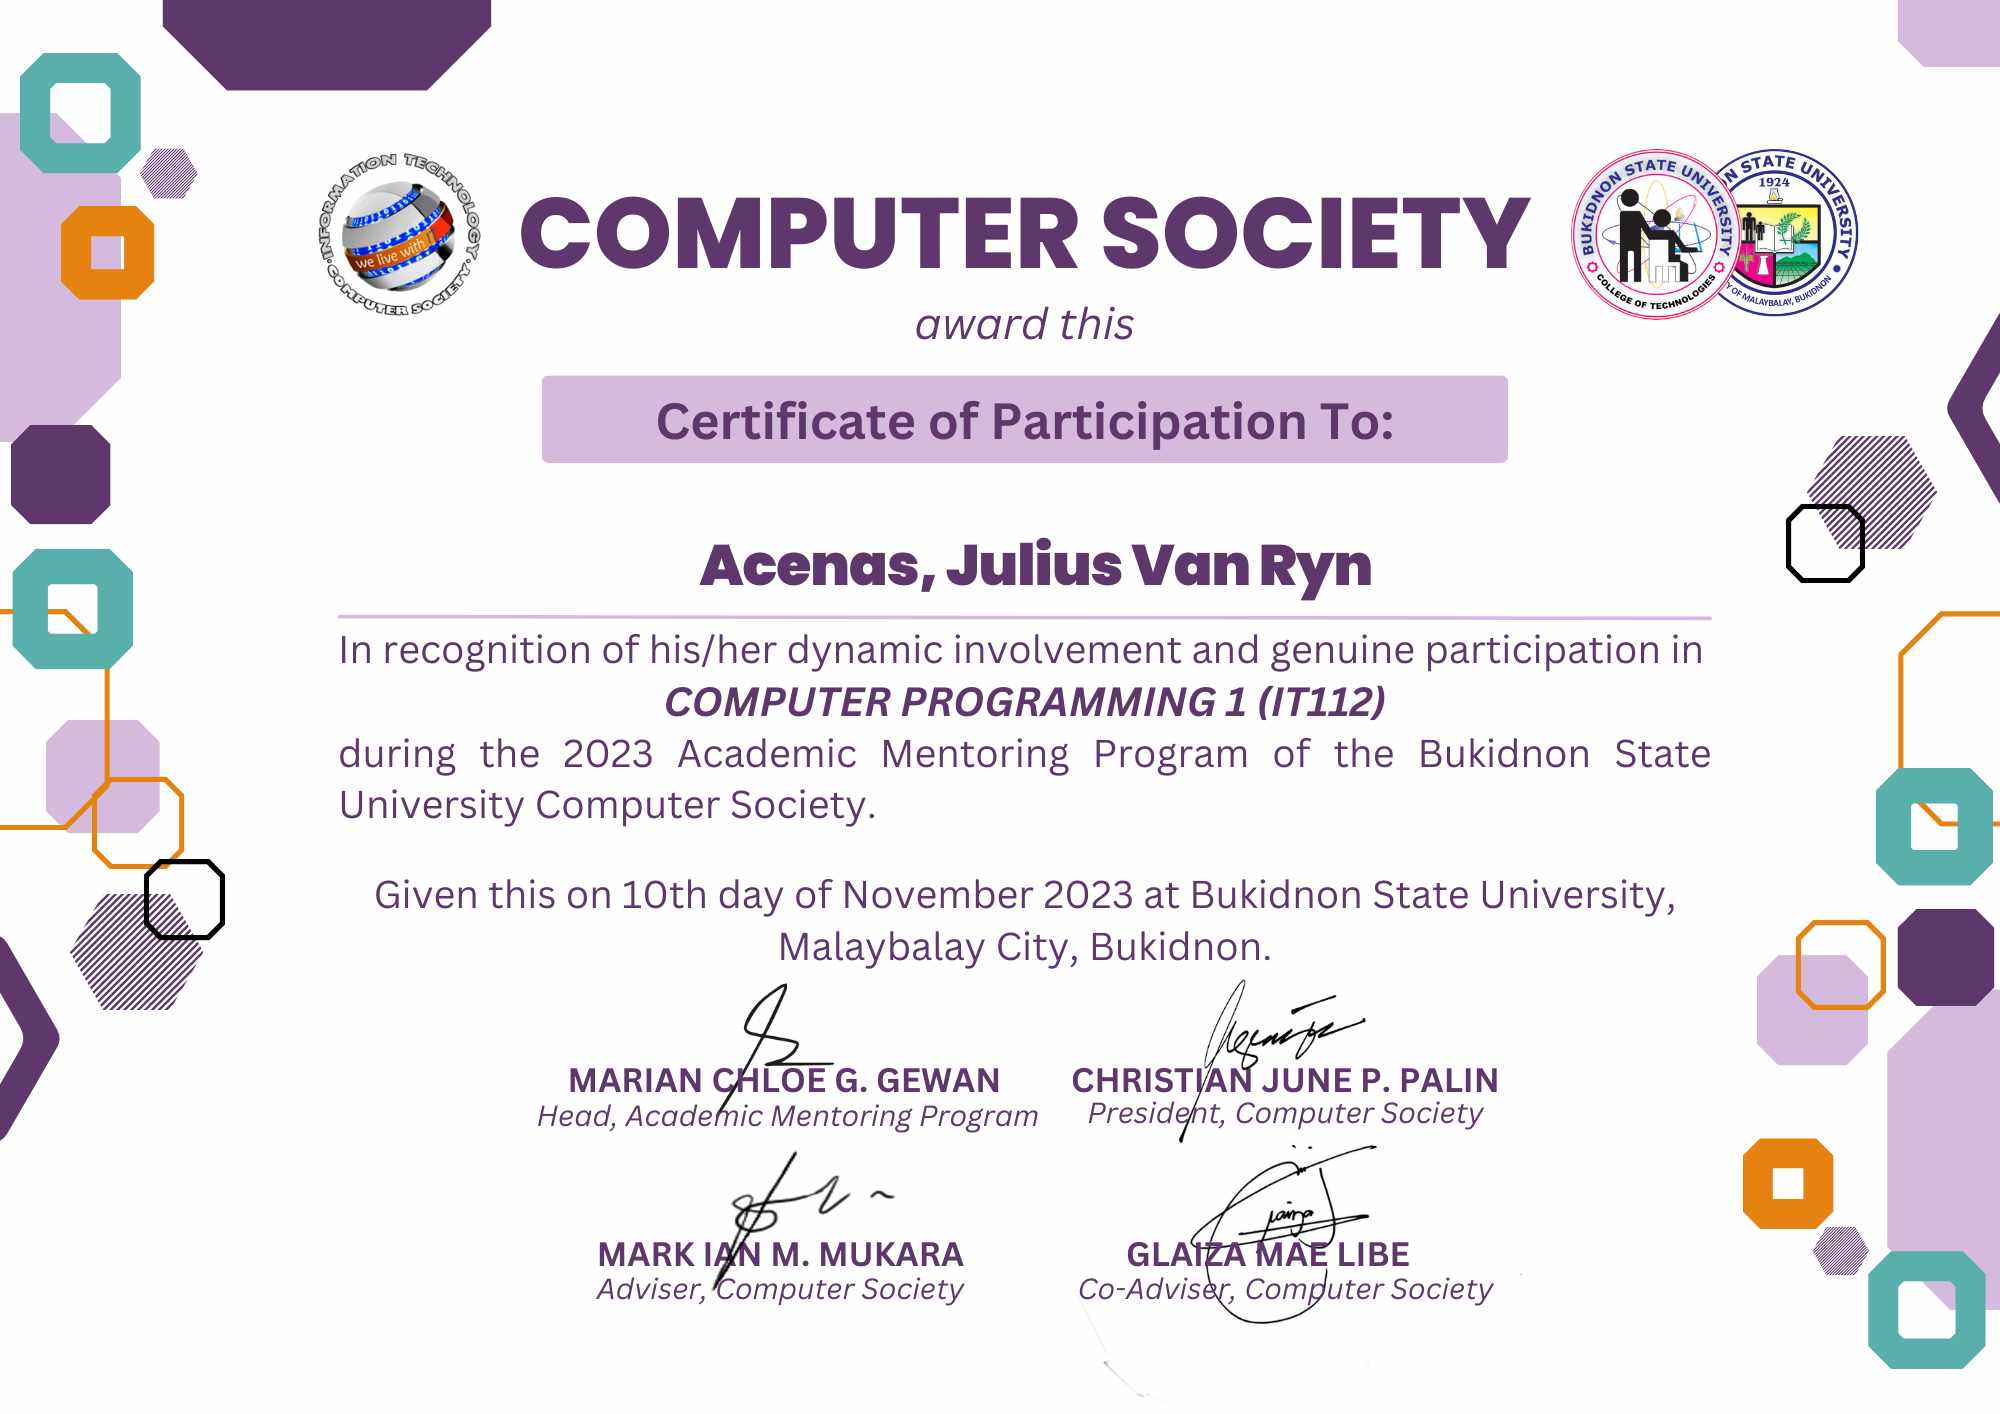 INFORMATION TECHNOLOGY
COMPUTER SOCIETY
we live with IT
COMPUTER SOCIETY
BUKIDNON STATE UNIVERSITY
COLLEGE OF TECHNOLOGIES
N STATE UNIVERSITY
1924
Y OF MALAYBALAY, BUKIDNON
award this
Certificate of Participation To:
Acenas, Julius Van Ryn
In recognition of his/her dynamic involvement and genuine participation in
COMPUTER PROGRAMMING 1 (IT112)
during the 2023 Academic Mentoring Program of the Bukidnon State
University Computer Society.
Given this on 10th day of November 2023 at Bukidnon State University,
Malaybalay City, Bukidnon.
MARIAN CHLOE G. GEWAN
Head, Academic Mentoring Program
CHRISTIAN JUNE P. PALIN
President, Computer Society
MARK IAN M. MUKARA
Adviser, Computer Society
GLAIZA MAE LIBE
Co-Adviser, Computer Society